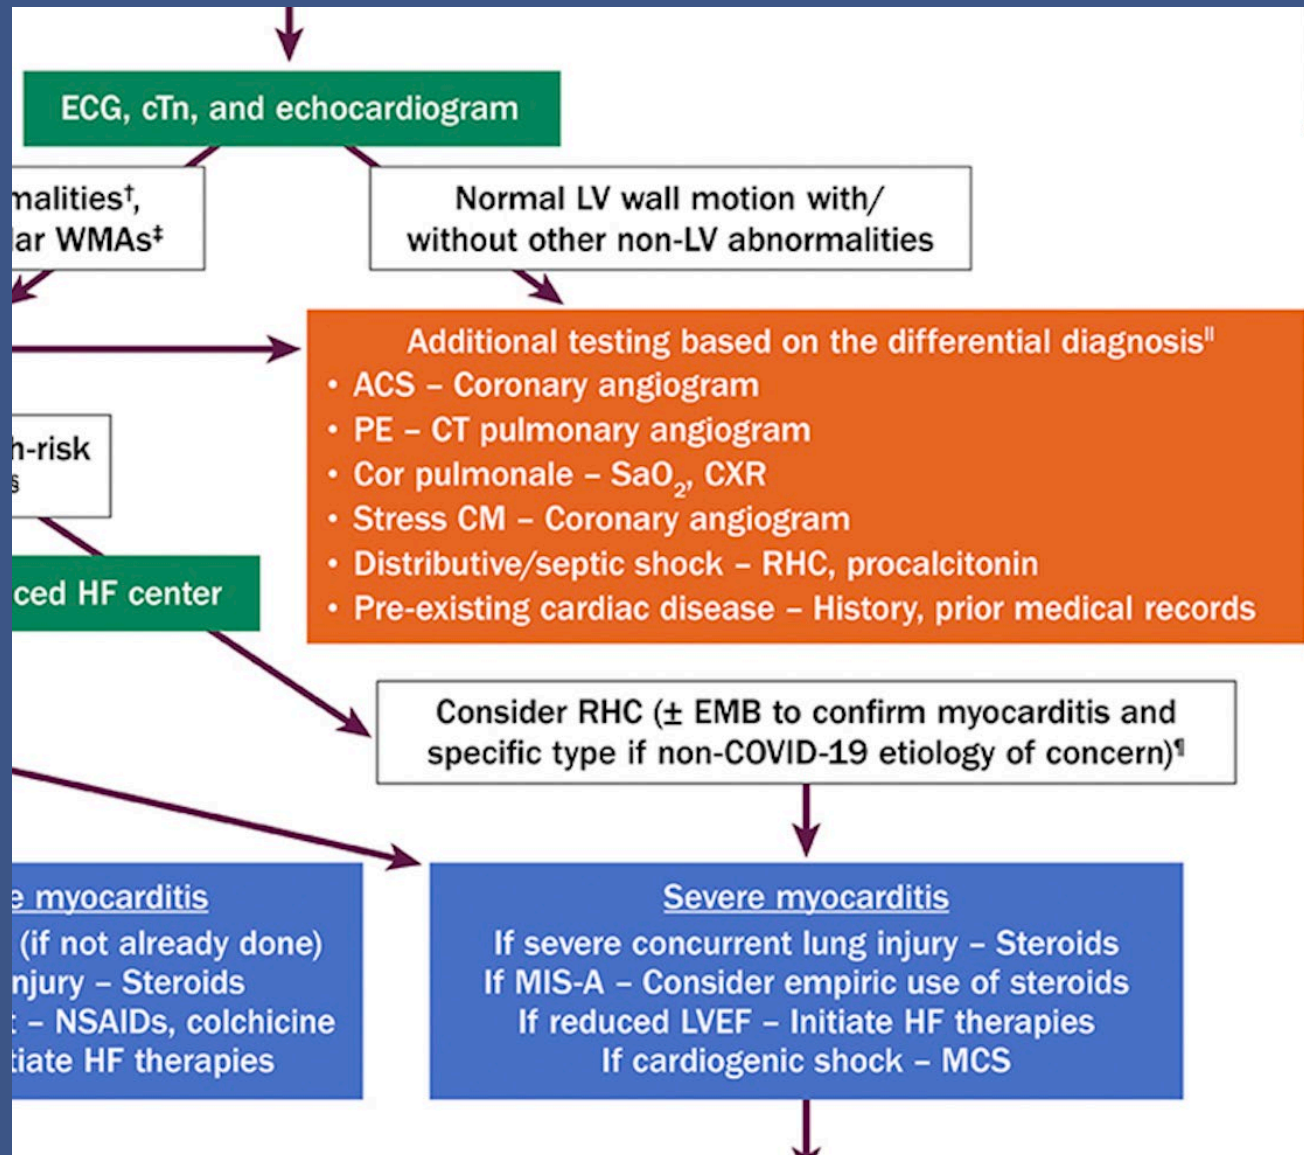 ECG, cTn, and echocardiogram
malities†,
lar WMAs‡
Normal LV wall motion with/
without other non-LV abnormalities
Additional testing based on the differential diagnosis||
• ACS – Coronary angiogram
• PE – CT pulmonary angiogram
• Cor pulmonale – SaO₂, CXR
• Stress CM – Coronary angiogram
• Distributive/septic shock – RHC, procalcitonin
• Pre-existing cardiac disease – History, prior medical records
h-risk
§
ced HF center
Consider RHC (± EMB to confirm myocarditis and
specific type if non-COVID-19 etiology of concern)¶
e myocarditis
(if not already done)
njury – Steroids
t – NSAIDs, colchicine
tiate HF therapies
Severe myocarditis
If severe concurrent lung injury – Steroids
If MIS-A – Consider empiric use of steroids
If reduced LVEF – Initiate HF therapies
If cardiogenic shock – MCS